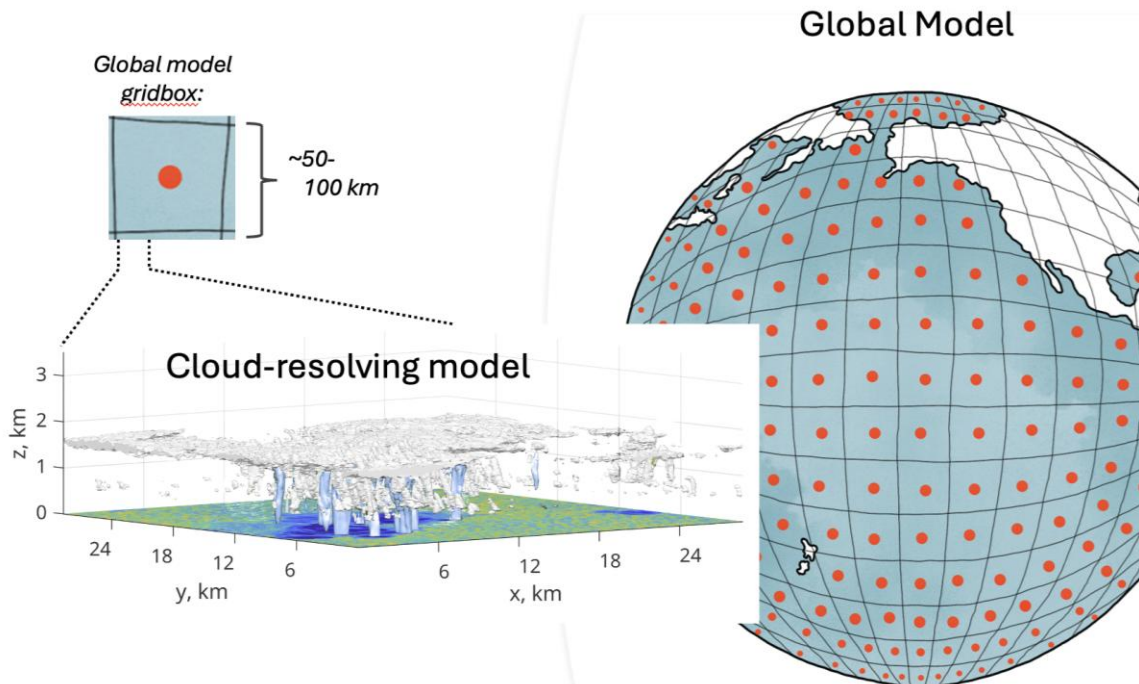 Global Model
Global model
gridbox:
~50-
100 km
Cloud-resolving model
3
2
1
0
z, km
24
18
12
6
y, km
6
12
18
24
x, km